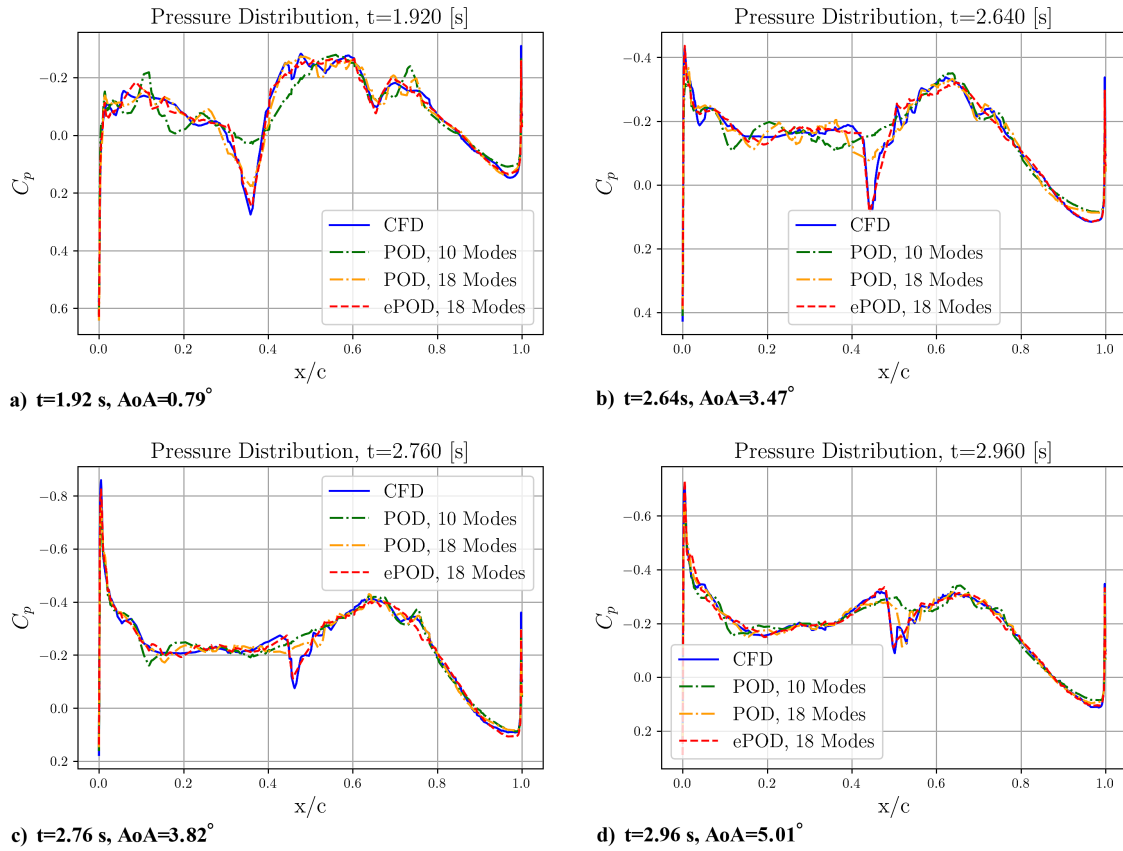 Pressure Distribution, t=1.920 [s]
−0.2
0.0
0.2
0.4
0.6
C_p
CFD
POD, 10 Modes
POD, 18 Modes
ePOD, 18 Modes
0.0 0.2 0.4 0.6 0.8 1.0
x/c
a) t=1.92 s, AoA=0.79°
Pressure Distribution, t=2.640 [s]
−0.4
−0.2
0.0
0.2
0.4
C_p
CFD
POD, 10 Modes
POD, 18 Modes
ePOD, 18 Modes
0.0 0.2 0.4 0.6 0.8 1.0
x/c
b) t=2.64s, AoA=3.47°
Pressure Distribution, t=2.760 [s]
−0.8
−0.6
−0.4
−0.2
0.0
0.2
C_p
CFD
POD, 10 Modes
POD, 18 Modes
ePOD, 18 Modes
0.0 0.2 0.4 0.6 0.8 1.0
x/c
c) t=2.76 s, AoA=3.82°
Pressure Distribution, t=2.960 [s]
−0.6
−0.4
−0.2
0.0
0.2
C_p
CFD
POD, 10 Modes
POD, 18 Modes
ePOD, 18 Modes
0.0 0.2 0.4 0.6 0.8 1.0
x/c
d) t=2.96 s, AoA=5.01°